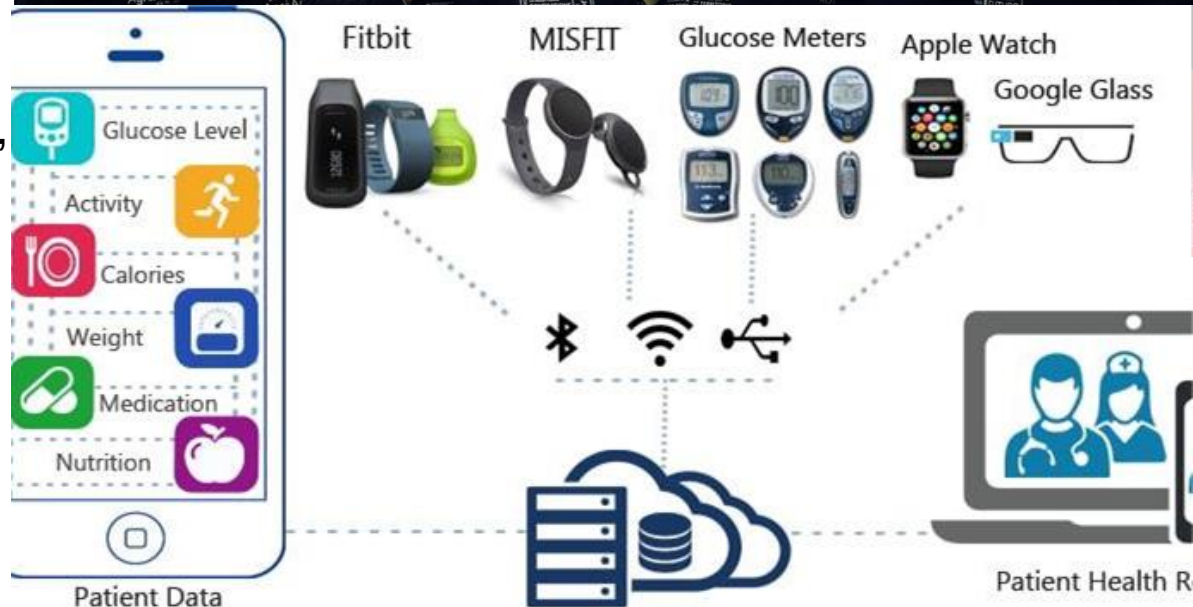 Fitbit
MISFIT
Glucose Meters
Apple Watch
Google Glass
Glucose Level
Activity
Calories
Weight
Medication
Nutrition
Patient Data
Patient Health R